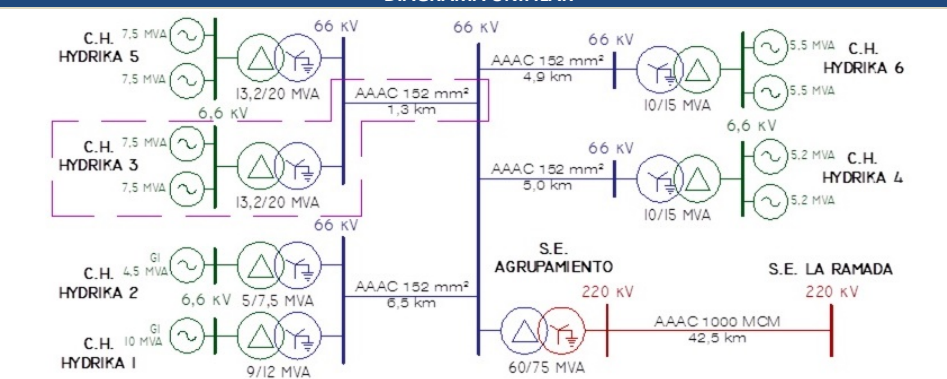 66 kV
66 kV
C.H.
HYDRIKA 5
7,5 MVA
7,5 MVA
13,2/20 MVA
6,6 kV
AAAC 152 mm²
1,3 km
C.H.
HYDRIKA 3
7,5 MVA
7,5 MVA
13,2/20 MVA
66 kV
C.H.
HYDRIKA 2
GI
4,5 MVA
6,6 kV
5/7,5 MVA
AAAC 152 mm²
6,5 km
C.H.
HYDRIKA 1
GI
10 MVA
9/12 MVA
AAAC 152 mm²
4,9 km
66 kV
10/15 MVA
5.5 MVA
5.5 MVA
C.H.
HYDRIKA 6
6,6 kV
AAAC 152 mm²
5,0 km
66 kV
10/15 MVA
5.2 MVA
5.2 MVA
C.H.
HYDRIKA 4
S.E.
AGRUPAMIENTO
220 kV
60/75 MVA
AAAC 1000 MCM
42,5 km
S.E. LA RAMADA
220 kV